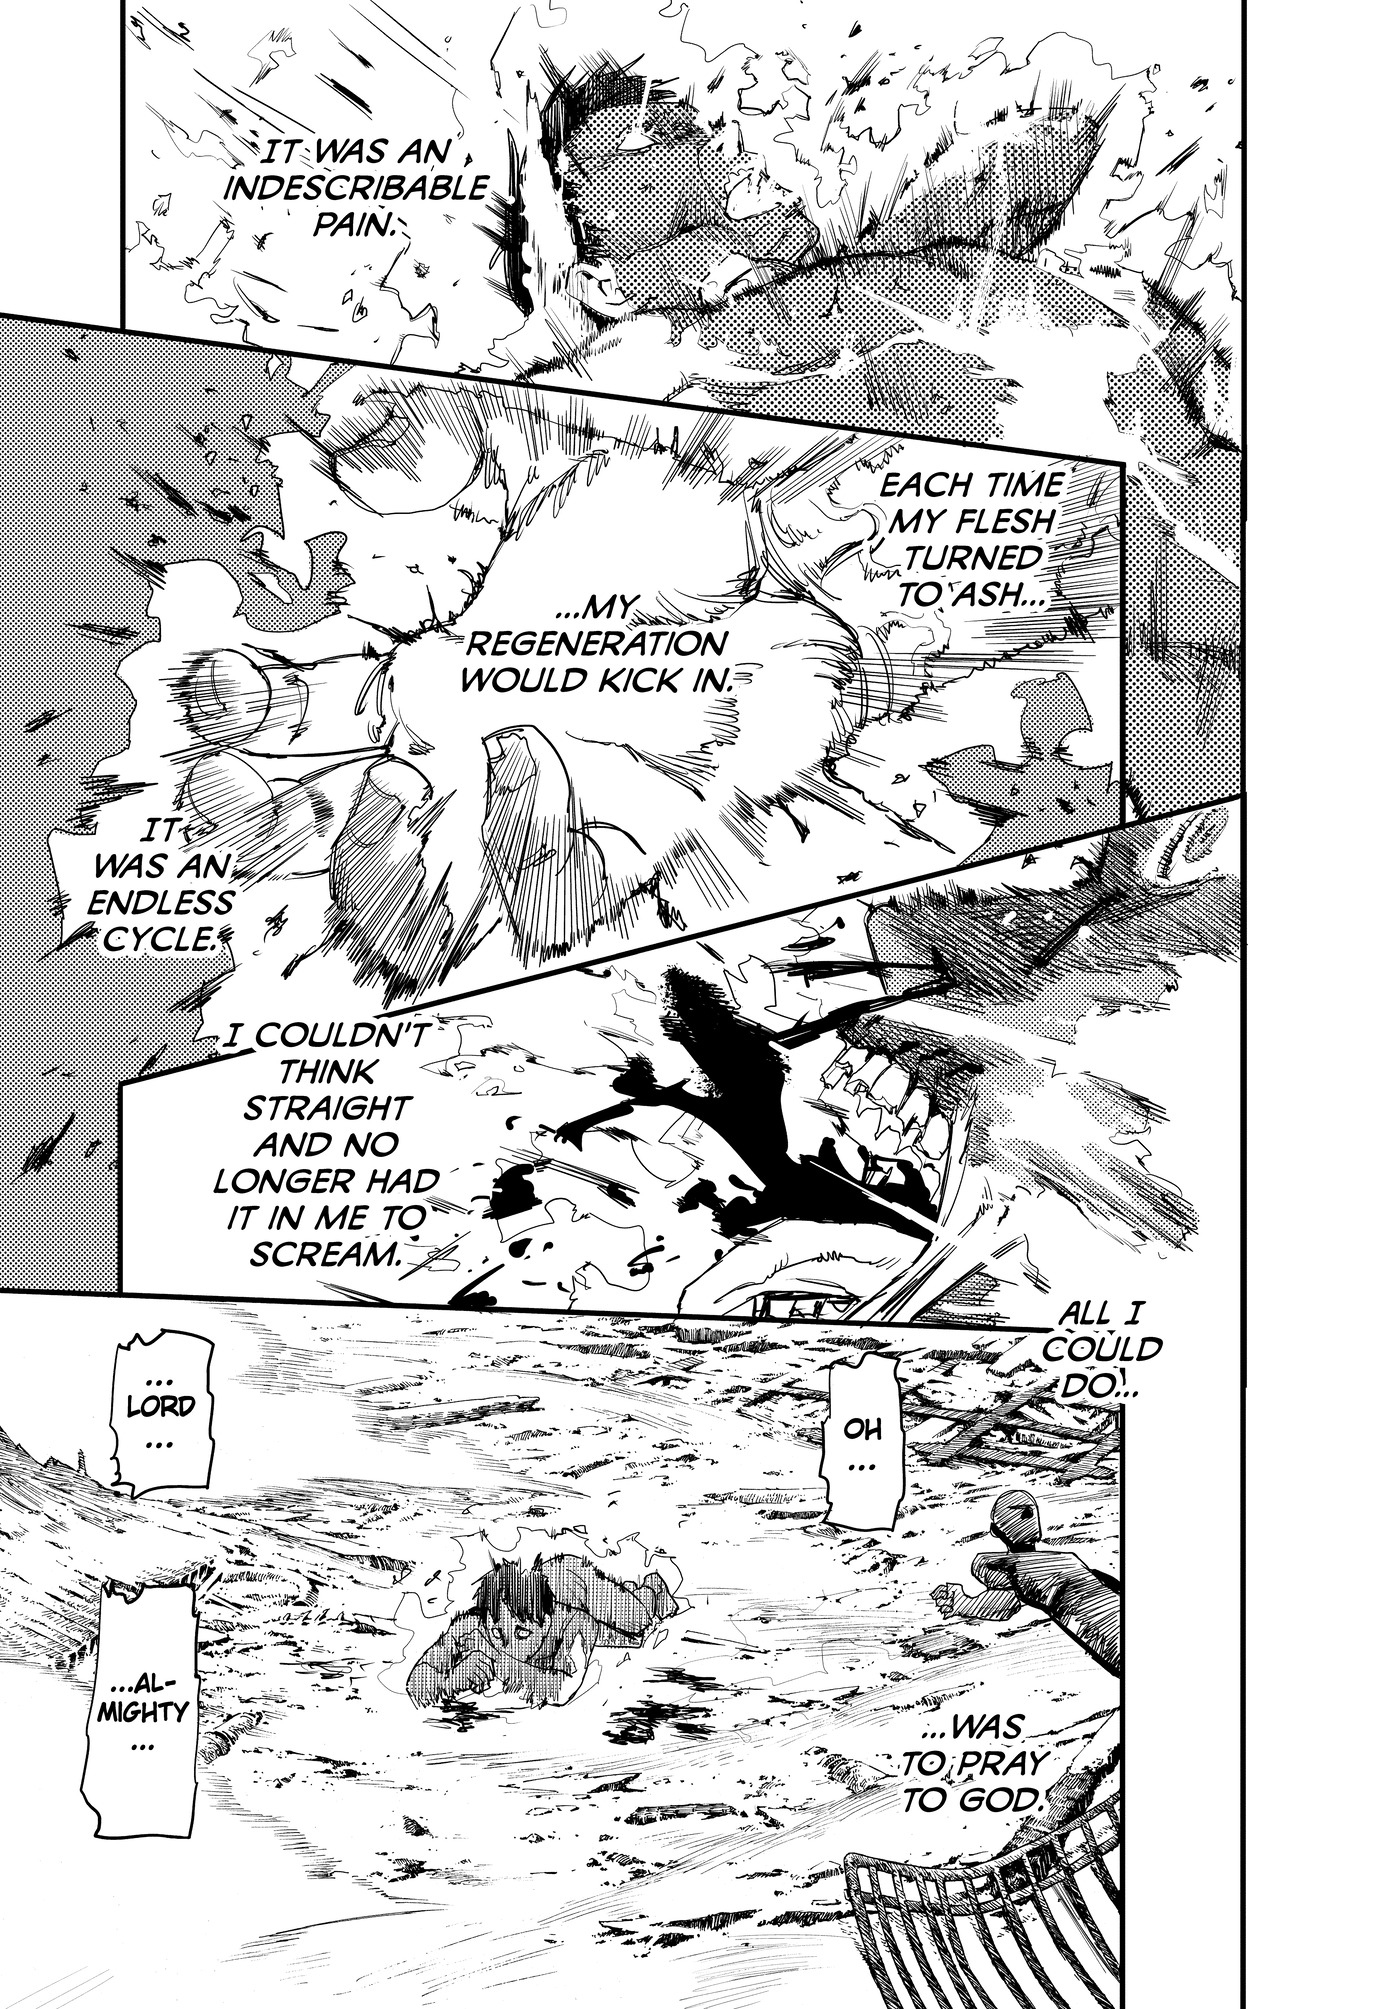 IT WAS AN
INDESCRIBABLE
PAIN.
EACH TIME
MY FLESH
TURNED
TO ASH...
...MY
REGENERATION
WOULD KICK IN.
IT
WAS AN
ENDLESS
CYCLE.
I COULDN'T
THINK
STRAIGHT
AND NO
LONGER HAD
IT IN ME TO
SCREAM.
ALL I
COULD
DO...
OH
...
...
LORD
...
...WAS
TO PRAY
TO GOD.
...AL-
MIGHTY
...